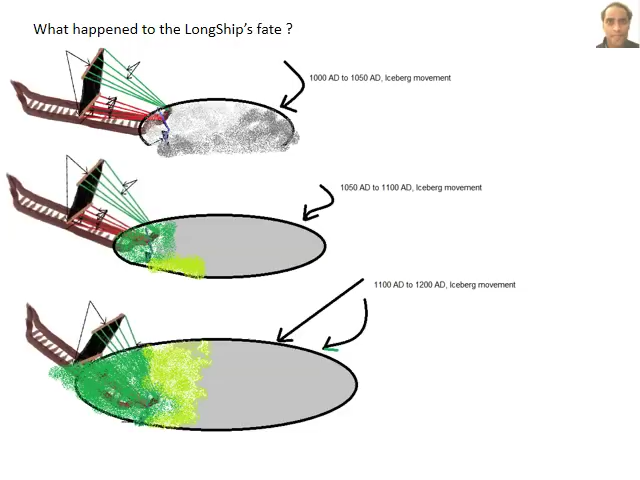 What happened to the LongShip's fate ?
1000 AD to 1050 AD, Iceberg movement
1050 AD to 1100 AD, Iceberg movement
1100 AD to 1200 AD, Iceberg movement